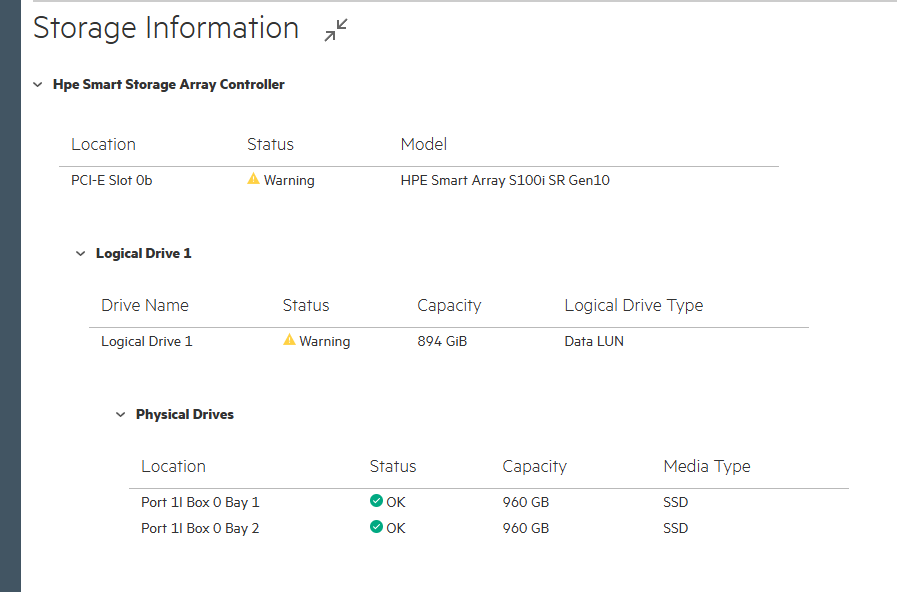 Storage Information
Hpe Smart Storage Array Controller
Location Status Model
PCI-E Slot 0b Warning HPE Smart Array S100i SR Gen10
Logical Drive 1
Drive Name Status Capacity Logical Drive Type
Logical Drive 1 Warning 894 GiB Data LUN
Physical Drives
Location Status Capacity Media Type
Port 1I Box 0 Bay 1 OK 960 GB SSD
Port 1I Box 0 Bay 2 OK 960 GB SSD